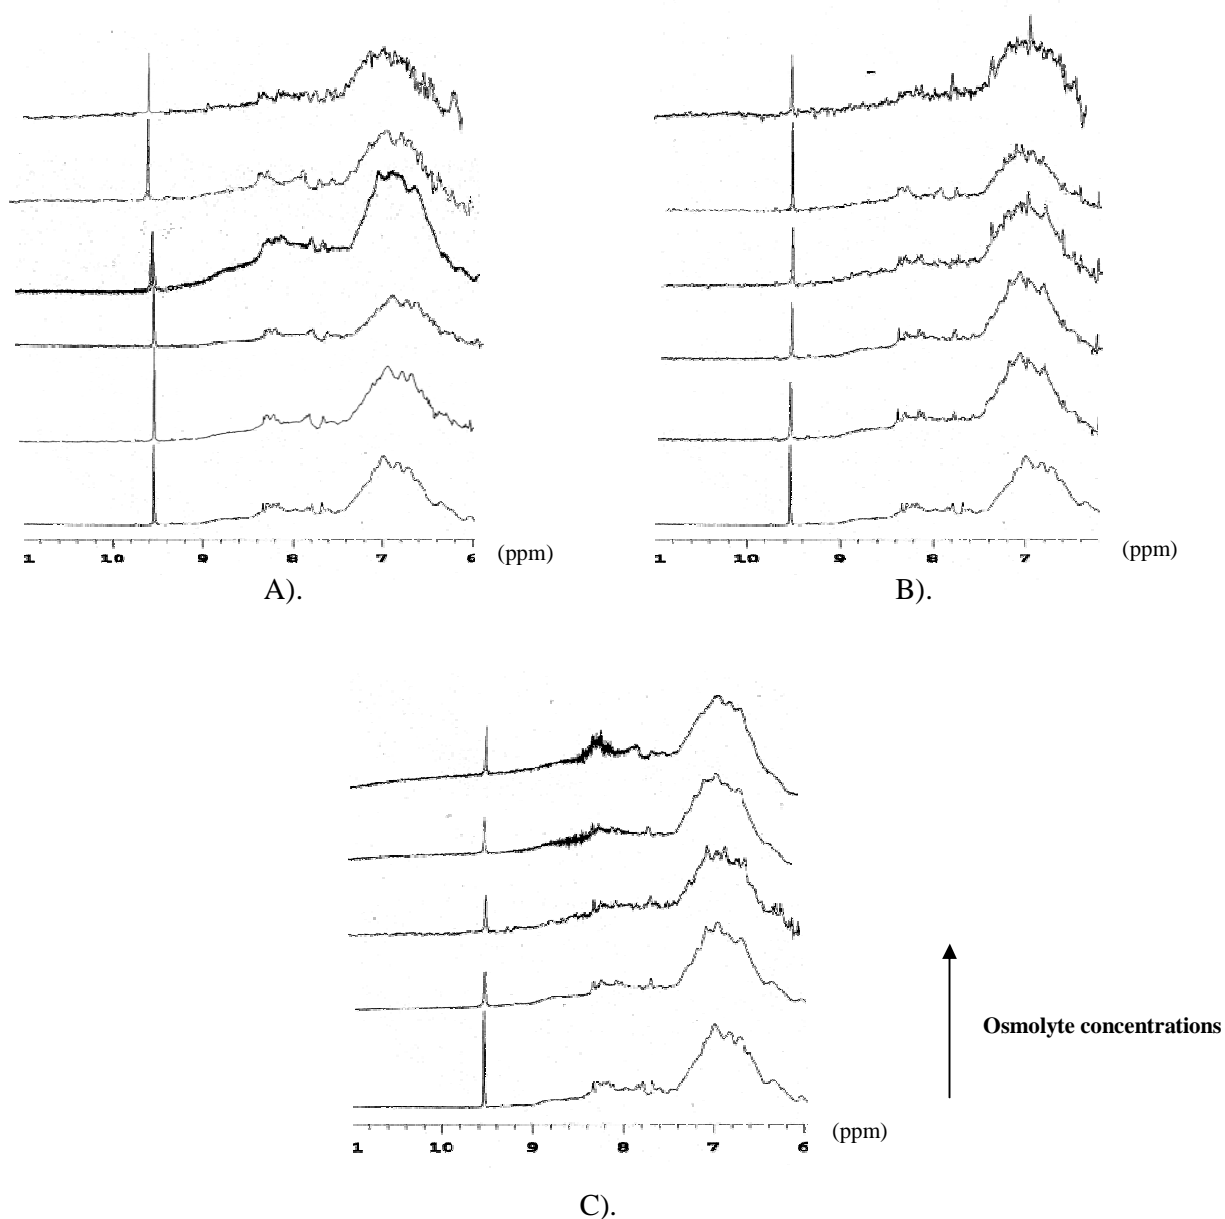 1 10 9 8 7 6 (ppm)
A).
1 10 9 8 7 (ppm)
B).
Osmolyte concentrations
1 10 9 8 7 6 (ppm)
C).